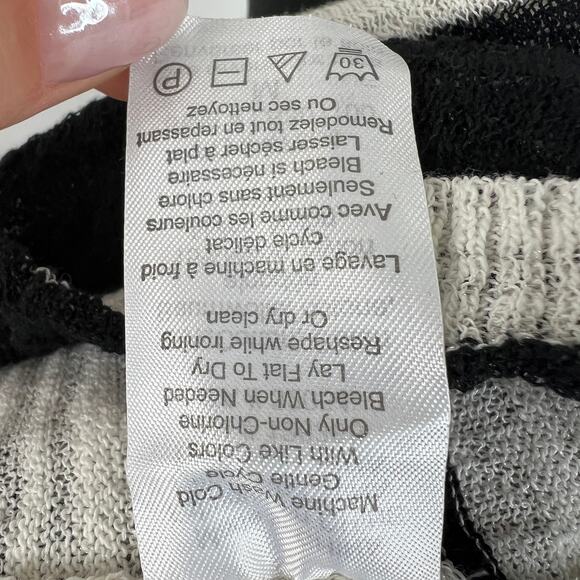 Machine Wash Cold
Gentle Cycle
With Like Colors
Only Non-Chlorine
Bleach When Needed
Lay Flat To Dry
Reshape while ironing
Or dry clean
Lavage en machine à froid
cycle délicat
Avec comme les couleurs
Seulement sans chlore
Bleach si nécessaire
Laisser sécher à plat
Remodelez tout en repassant
Ou sec nettoyez
30 P